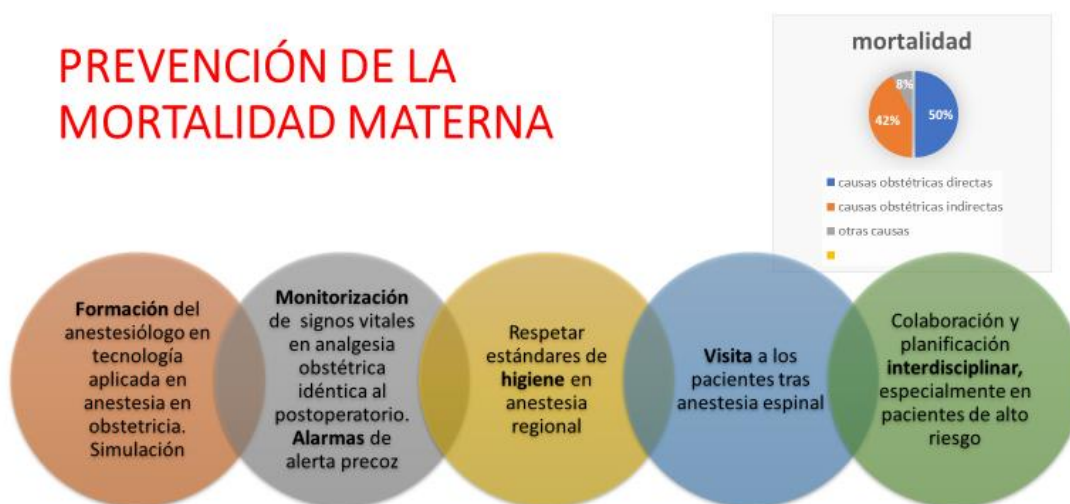 PREVENCIÓN DE LA
MORTALIDAD MATERNA
mortalidad
8%
42%
50%
causas obstétricas directas
causas obstétricas indirectas
otras causas
Formación del
anestesiólogo en
tecnología
aplicada en
anestesia en
obstetricia.
Simulación
Monitorización
de signos vitales
en analgesia
obstétrica
idéntica al
postoperatorio.
Alarmas de
alerta precoz
Respetar
estándares de
higiene en
anestesia
regional
Visita a los
pacientes tras
anestesia espinal
Colaboración y
planificación
interdisciplinar,
especialmente en
pacientes de alto
riesgo